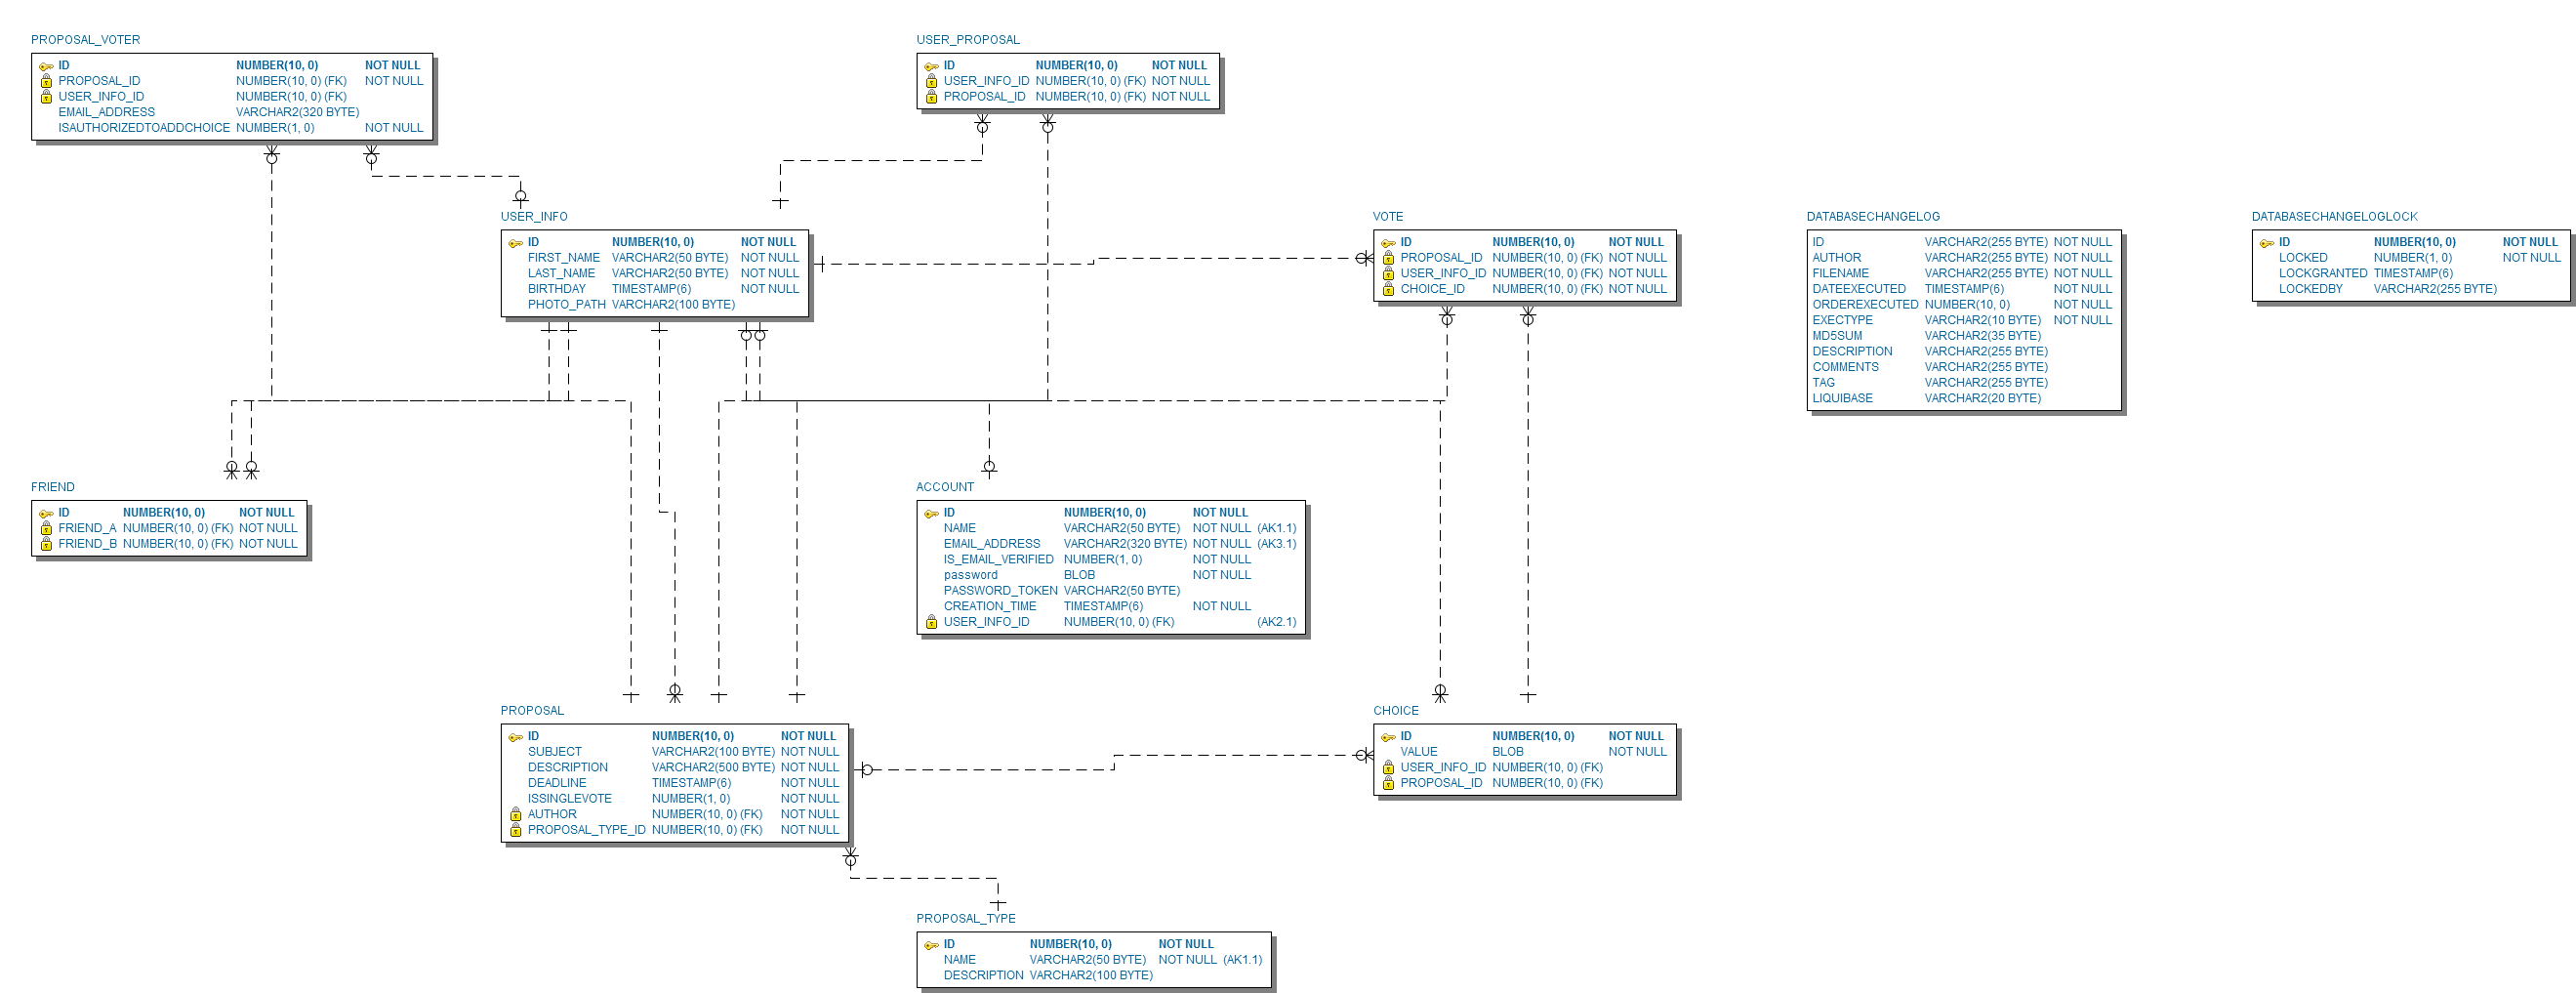 PROPOSAL_VOTER
ID NUMBER(10, 0) NOT NULL
PROPOSAL_ID NUMBER(10, 0) (FK) NOT NULL
USER_INFO_ID NUMBER(10, 0) (FK)
EMAIL_ADDRESS VARCHAR2(320 BYTE)
ISAUTHORIZEDTOADDCHOICE NUMBER(1, 0) NOT NULL
USER_PROPOSAL
ID NUMBER(10, 0) NOT NULL
USER_INFO_ID NUMBER(10, 0) (FK) NOT NULL
PROPOSAL_ID NUMBER(10, 0) (FK) NOT NULL
USER_INFO
ID NUMBER(10, 0) NOT NULL
FIRST_NAME VARCHAR2(50 BYTE) NOT NULL
LAST_NAME VARCHAR2(50 BYTE) NOT NULL
BIRTHDAY TIMESTAMP(6) NOT NULL
PHOTO_PATH VARCHAR2(100 BYTE)
VOTE
ID NUMBER(10, 0) NOT NULL
PROPOSAL_ID NUMBER(10, 0) (FK) NOT NULL
USER_INFO_ID NUMBER(10, 0) (FK) NOT NULL
CHOICE_ID NUMBER(10, 0) (FK) NOT NULL
DATABASECHANGELOG
ID VARCHAR2(255 BYTE) NOT NULL
AUTHOR VARCHAR2(255 BYTE) NOT NULL
FILENAME VARCHAR2(255 BYTE) NOT NULL
DATEEXECUTED TIMESTAMP(6) NOT NULL
ORDEREXECUTED NUMBER(10, 0) NOT NULL
EXECTYPE VARCHAR2(10 BYTE) NOT NULL
MD5SUM VARCHAR2(35 BYTE)
DESCRIPTION VARCHAR2(255 BYTE)
COMMENTS VARCHAR2(255 BYTE)
TAG VARCHAR2(255 BYTE)
LIQUIBASE VARCHAR2(20 BYTE)
DATABASECHANGELOGLOCK
ID NUMBER(10, 0) NOT NULL
LOCKED NUMBER(1, 0) NOT NULL
LOCKGRANTED TIMESTAMP(6)
LOCKEDBY VARCHAR2(255 BYTE)
FRIEND
ID NUMBER(10, 0) NOT NULL
FRIEND_A NUMBER(10, 0) (FK) NOT NULL
FRIEND_B NUMBER(10, 0) (FK) NOT NULL
ACCOUNT
ID NUMBER(10, 0) NOT NULL
NAME VARCHAR2(50 BYTE) NOT NULL (AK1.1)
EMAIL_ADDRESS VARCHAR2(320 BYTE) NOT NULL (AK3.1)
IS_EMAIL_VERIFIED NUMBER(1, 0) NOT NULL
password BLOB NOT NULL
PASSWORD_TOKEN VARCHAR2(50 BYTE)
CREATION_TIME TIMESTAMP(6) NOT NULL
USER_INFO_ID NUMBER(10, 0) (FK) (AK2.1)
PROPOSAL
ID NUMBER(10, 0) NOT NULL
SUBJECT VARCHAR2(100 BYTE) NOT NULL
DESCRIPTION VARCHAR2(500 BYTE) NOT NULL
DEADLINE TIMESTAMP(6) NOT NULL
ISSINGLEVOTE NUMBER(1, 0) NOT NULL
AUTHOR NUMBER(10, 0) (FK) NOT NULL
PROPOSAL_TYPE_ID NUMBER(10, 0) (FK) NOT NULL
CHOICE
ID NUMBER(10, 0) NOT NULL
VALUE BLOB NOT NULL
USER_INFO_ID NUMBER(10, 0) (FK)
PROPOSAL_ID NUMBER(10, 0) (FK)
PROPOSAL_TYPE
ID NUMBER(10, 0) NOT NULL
NAME VARCHAR2(50 BYTE) NOT NULL (AK1.1)
DESCRIPTION VARCHAR2(100 BYTE)